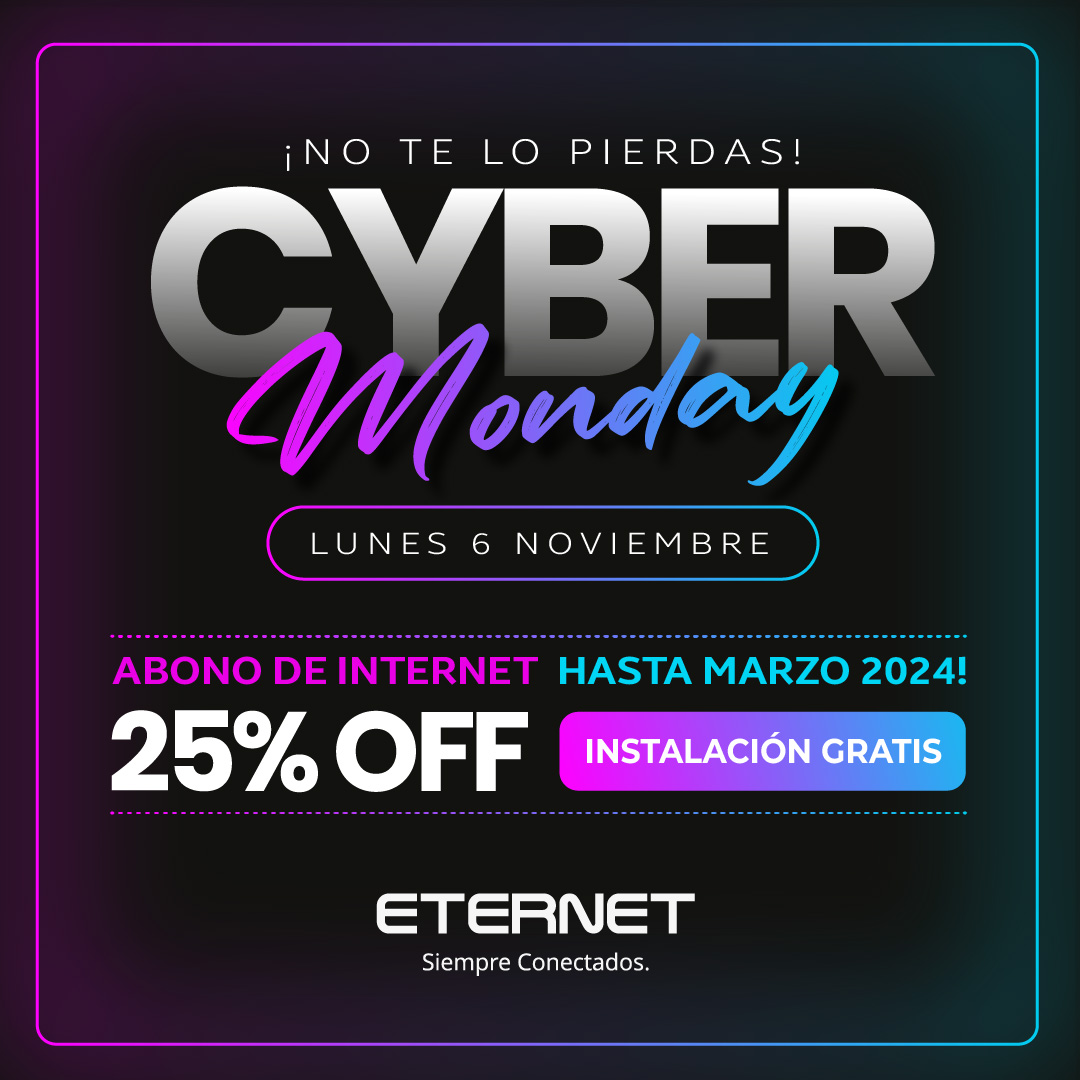 ¡NO TE LO PIERDAS!
CYBER
Monday
LUNES 6 NOVIEMBRE
ABONO DE INTERNET HASTA MARZO 2024!
25% OFF INSTALACIÓN GRATIS
ETERNET
Siempre Conectados.